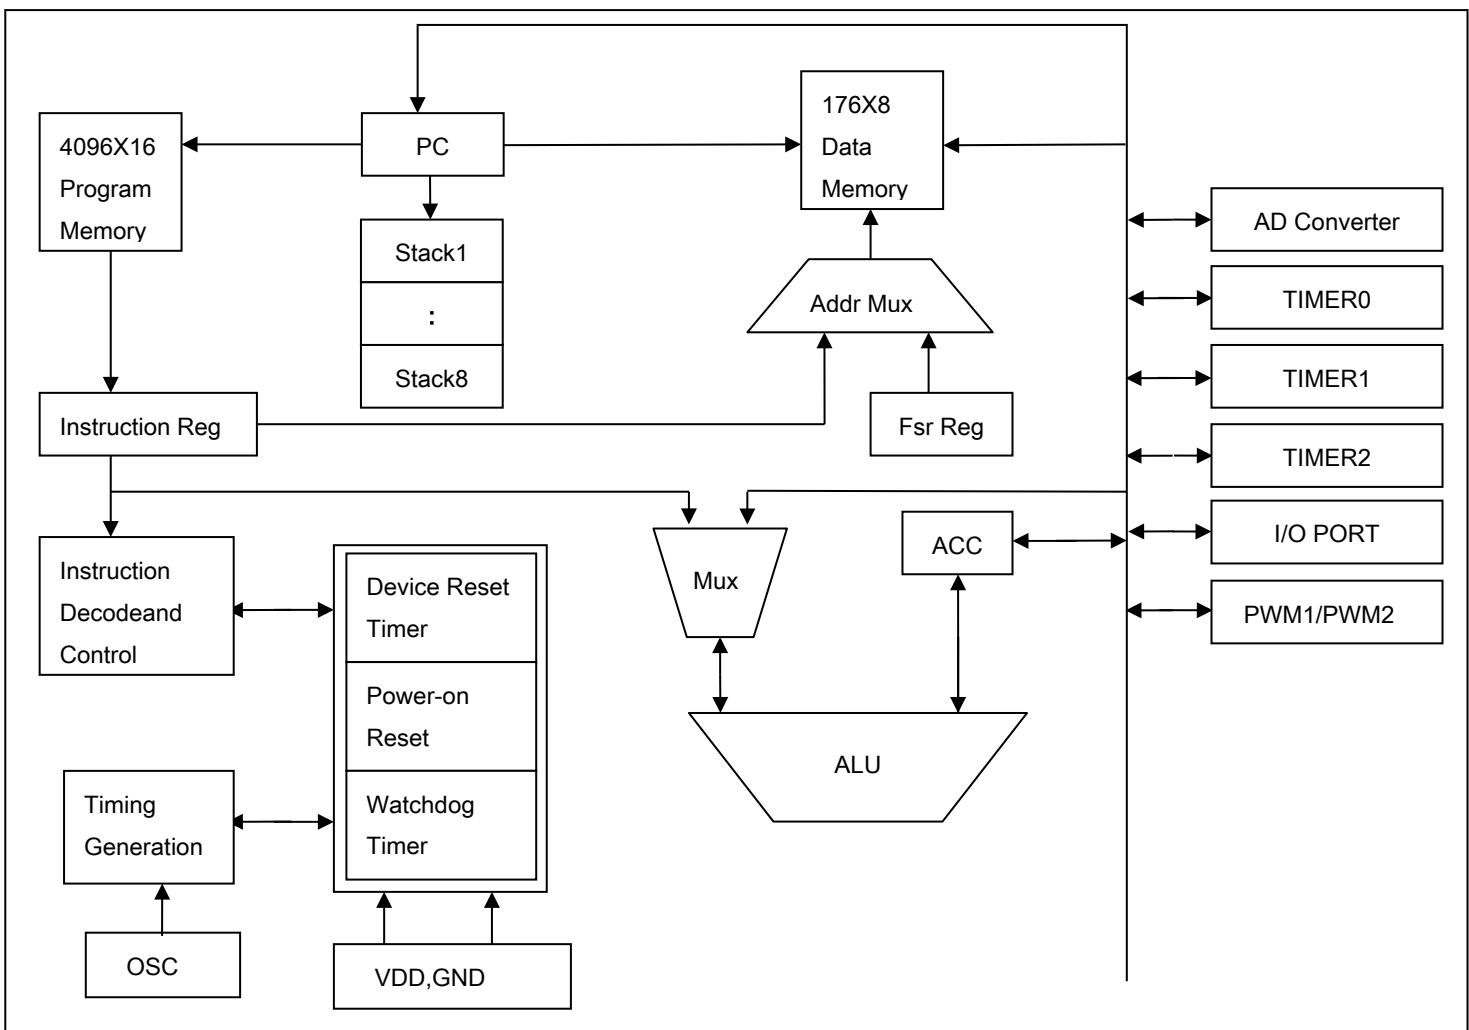 4096X16
Program
Memory
PC
176X8
Data
Memory
Stack1
:
Stack8
Addr Mux
AD Converter
TIMER0
TIMER1
TIMER2
I/O PORT
PWM1/PWM2
Instruction Reg
Fsr Reg
Instruction
Decodeand
Control
Device Reset
Timer
Power-on
Reset
Watchdog
Timer
Mux
ACC
ALU
Timing
Generation
OSC
VDD,GND